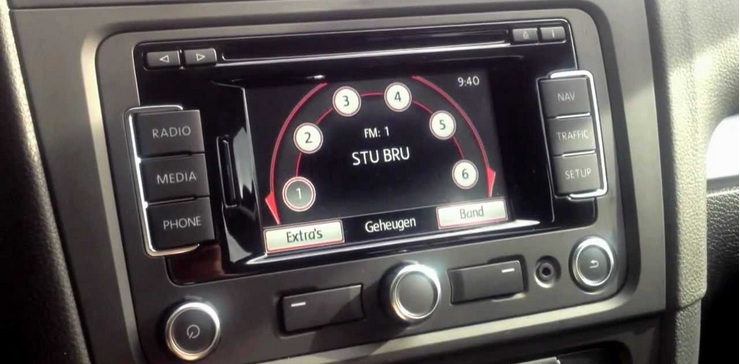 9:40
3 4
2 5
FM: 1
STU BRU
1 6
Extra's Geheugen Band
RADIO
MEDIA
PHONE
NAV
TRAFFIC
SETUP